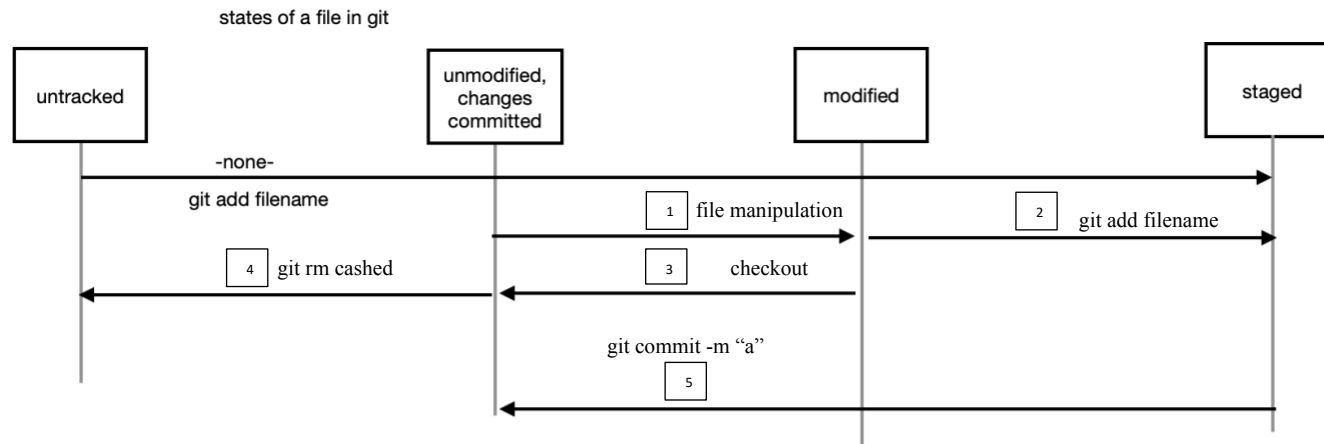 states of a file in git
untracked
unmodified,
changes
committed
modified
staged
-none-
git add filename
1 file manipulation
2 git add filename
4 git rm cashed
3 checkout
git commit -m “a”
5